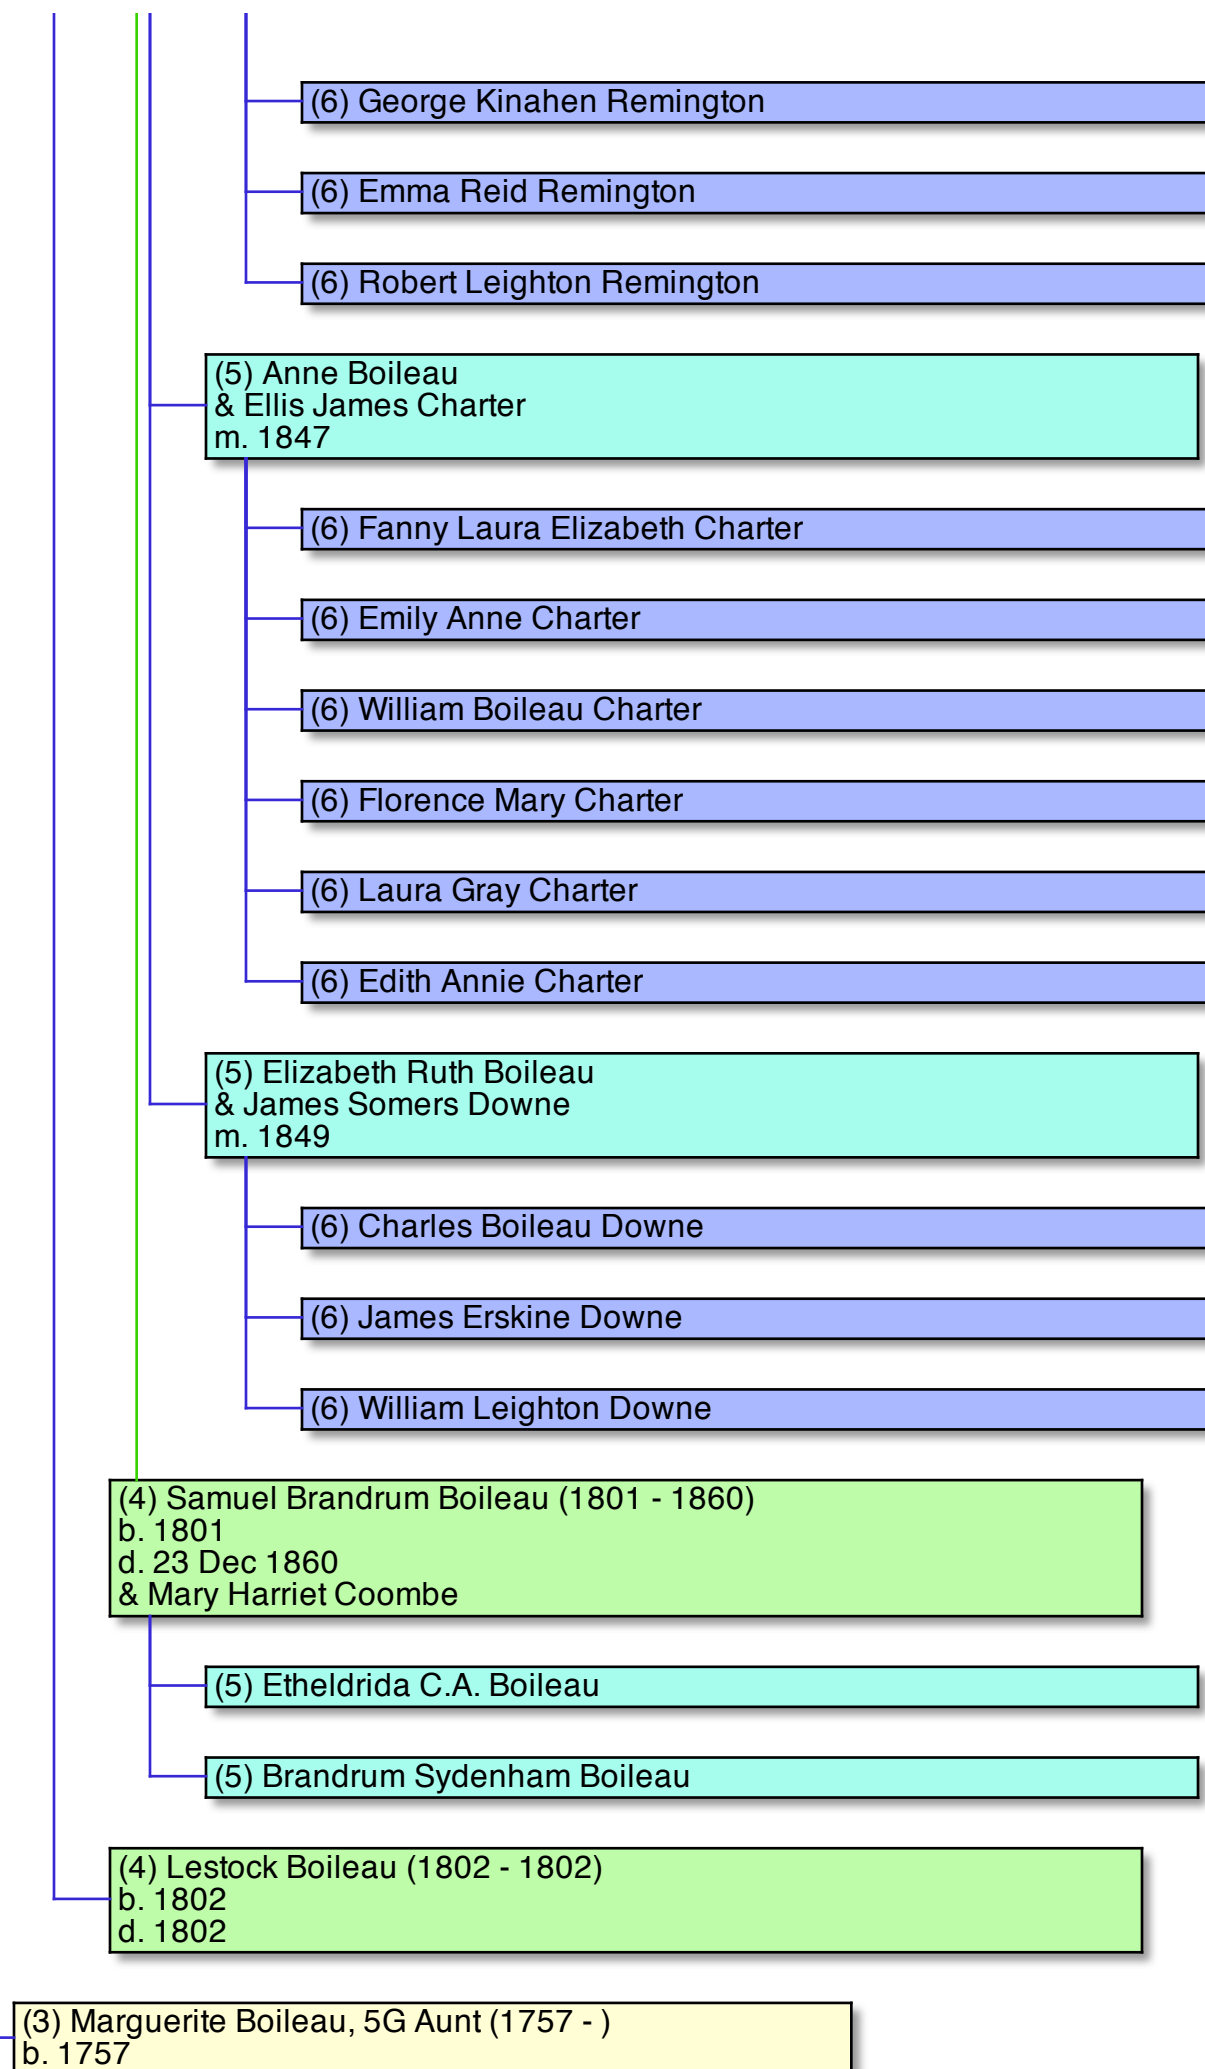 (6) George Kinahen Remington
(6) Emma Reid Remington
(6) Robert Leighton Remington
(5) Anne Boileau
& Ellis James Charter
m. 1847
(6) Fanny Laura Elizabeth Charter
(6) Emily Anne Charter
(6) William Boileau Charter
(6) Florence Mary Charter
(6) Laura Gray Charter
(6) Edith Annie Charter
(5) Elizabeth Ruth Boileau
& James Somers Downe
m. 1849
(6) Charles Boileau Downe
(6) James Erskine Downe
(6) William Leighton Downe
(4) Samuel Brandrum Boileau (1801 - 1860)
b. 1801
d. 23 Dec 1860
& Mary Harriet Coombe
(5) Etheldrida C.A. Boileau
(5) Brandrum Sydenham Boileau
(4) Lestock Boileau (1802 - 1802)
b. 1802
d. 1802
(3) Marguerite Boileau, 5G Aunt (1757 - )
b. 1757